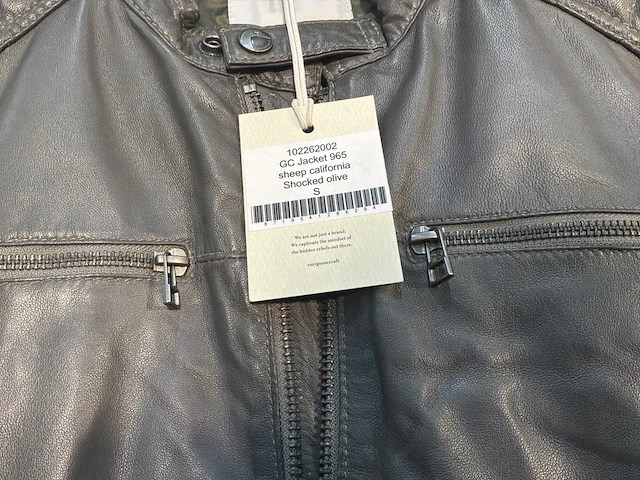 102262002
GC Jacket 965
sheep california
Shocked olive
S
We are not just a brand.
We captivate the mindset of
the hidden rebels out there.